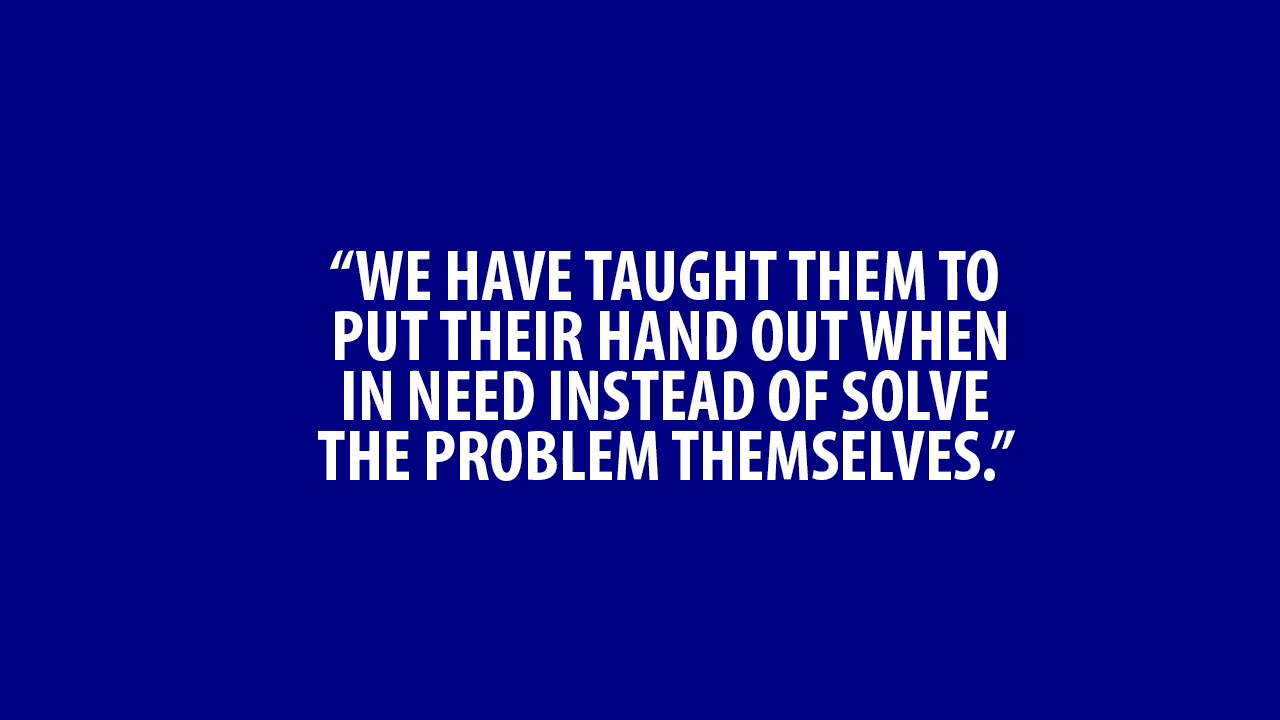 “WE HAVE TAUGHT THEM TO
PUT THEIR HAND OUT WHEN
IN NEED INSTEAD OF SOLVE
THE PROBLEM THEMSELVES.”